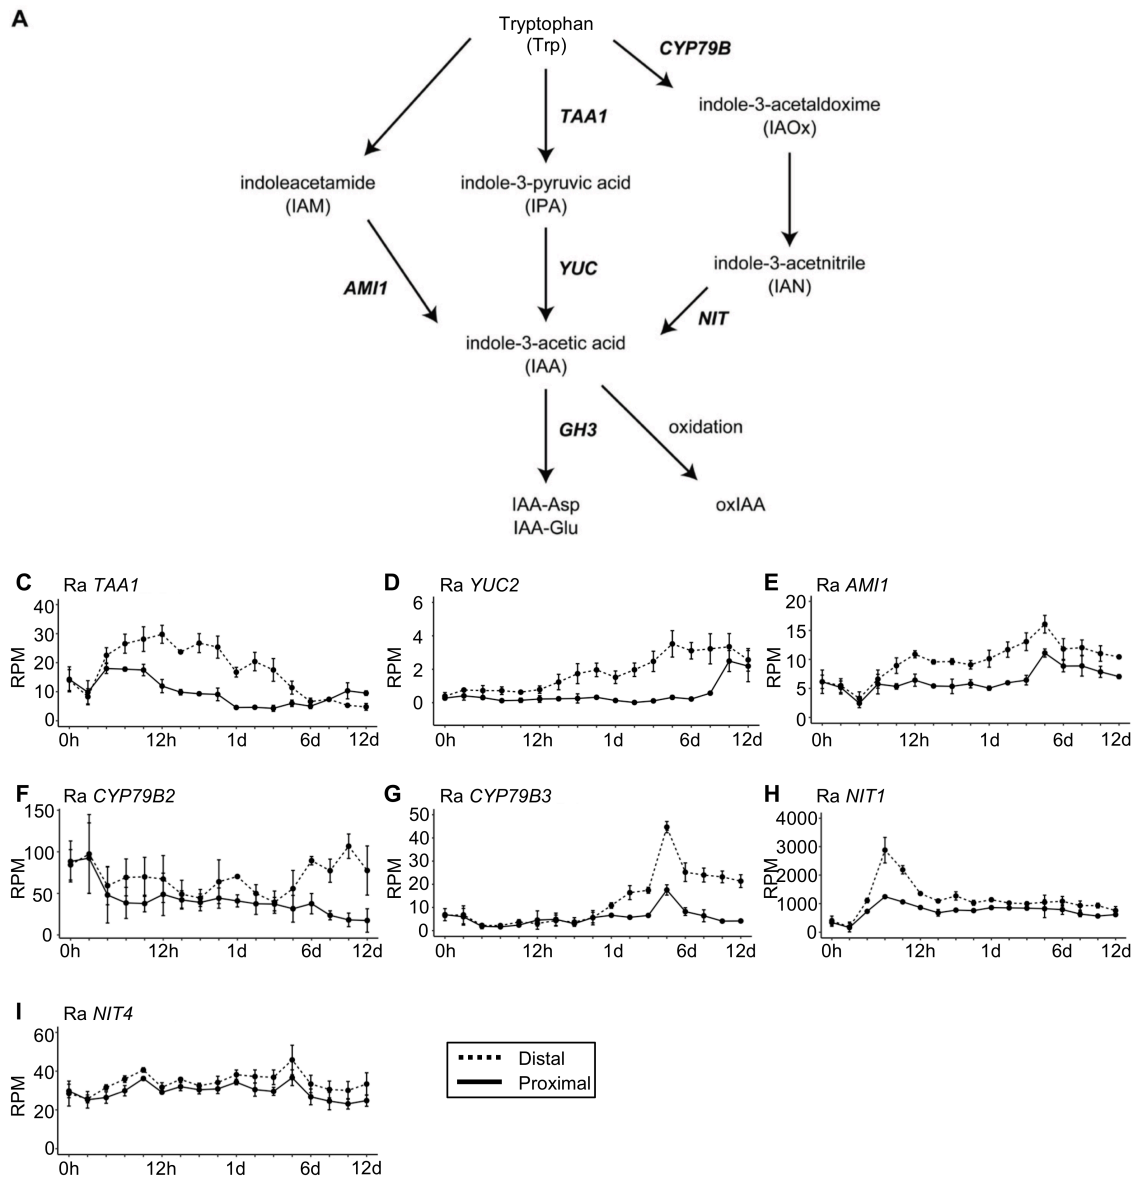 A
Tryptophan
(Trp)
CYP79B
indole-3-acetaldoxime
(IAOx)
TAA1
indoleacetamide
(IAM)
indole-3-pyruvic acid
(IPA)
indole-3-acetnitrile
(IAN)
AMI1
YUC
NIT
indole-3-acetic acid
(IAA)
GH3
oxidation
IAA-Asp
IAA-Glu
oxIAA
C Ra TAA1
40
30
20
10
0
RPM
0h 12h 1d 6d 12d
D Ra YUC2
6
4
2
0
RPM
0h 12h 1d 6d 12d
E Ra AMI1
20
15
10
5
0
RPM
0h 12h 1d 6d 12d
F Ra CYP79B2
150
100
50
0
RPM
0h 12h 1d 6d 12d
G Ra CYP79B3
50
40
30
20
10
0
RPM
0h 12h 1d 6d 12d
H Ra NIT1
4000
3000
2000
1000
0
RPM
0h 12h 1d 6d 12d
I Ra NIT4
60
40
20
0
RPM
0h 12h 1d 6d 12d
Distal
Proximal